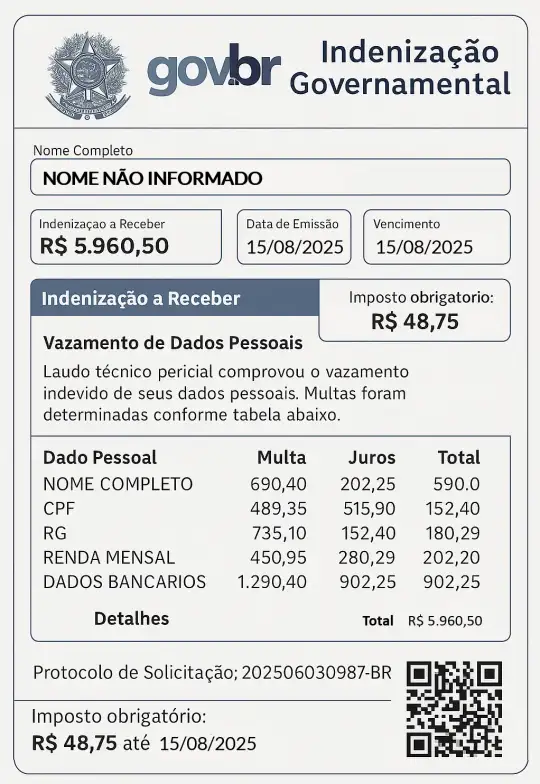 govbr
Indenização
Governamental
Nome Completo
NOME NÃO INFORMADO
Indenizaçao a Receber
R$ 5.960,50
Data de Emissão
15/08/2025
Vencimento
15/08/2025
Indenização a Receber
Imposto obrigatorio:
R$ 48,75
Vazamento de Dados Pessoais
Laudo técnico pericial comprovou o vazamento
indevido de seus dados pessoais. Multas foram
determinadas conforme tabela abaixo.
Dado Pessoal Multa Juros Total
NOME COMPLETO 690,40 202,25 590.0
CPF 489,35 515,90 152,40
RG 735,10 152,40 180,29
RENDA MENSAL 450,95 280,29 202,20
DADOS BANCARIOS 1.290,40 902,25 902,25
Detalhes Total R$ 5.960,50
Protocolo de Solicitação; 202506030987-BR
Imposto obrigatório:
R$ 48,75 até 15/08/2025